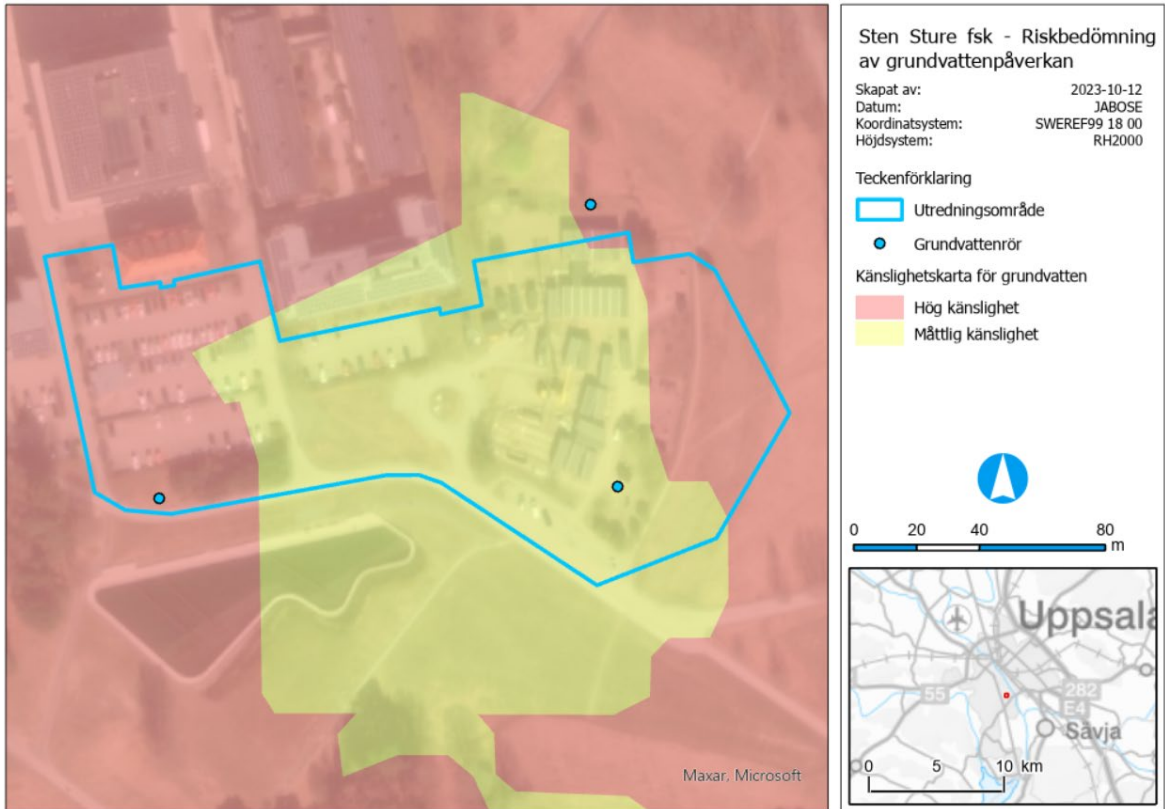 Sten Sture fsk - Riskbedömning
av grundvattenpåverkan
Skapat av: 2023-10-12
Datum: JABOSE
Koordinatsystem: SWEREF99 18 00
Höjdsystem: RH2000
Teckenförklaring
Utredningsområde
Grundvattenrör
Känslighetskarta för grundvatten
Hög känslighet
Måttlig känslighet
0 20 40 60 80
m
Uppsala
55
282
E4
Sävja
0 5 10 km
Maxar, Microsoft